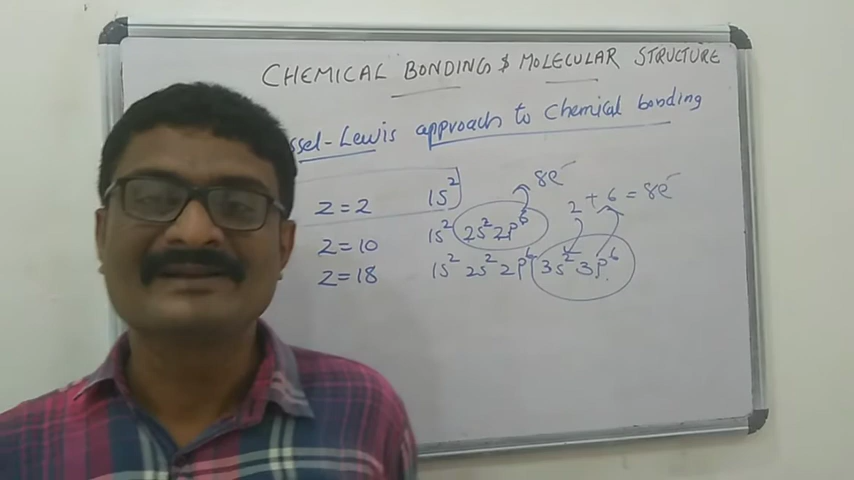 CHEMICAL BONDING & MOLECULAR STRUCTURE
ssel-Lewis approach to chemical bonding
8e⁻
Z=2 1s² 2+6=8e⁻
Z=10 1s² 2s² 2p⁶
Z=18 1s² 2s² 2p⁶ 3s² 3p⁶